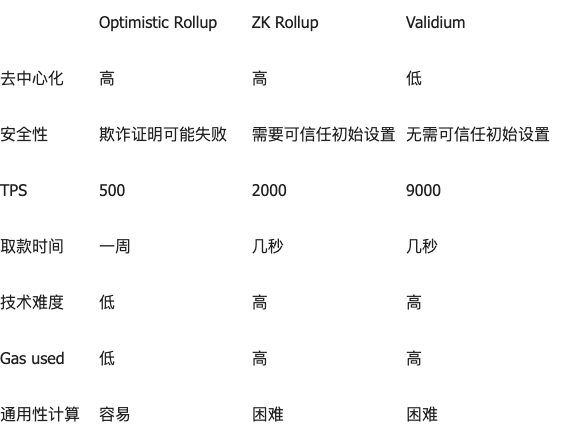 Optimistic Rollup ZK Rollup Validium
去中心化 高 高 低
安全性 欺诈证明可能失败 需要可信任初始设置 无需可信任初始设置
TPS 500 2000 9000
取款时间 一周 几秒 几秒
技术难度 低 高 高
Gas used 低 高 高
通用性计算 容易 困难 困难